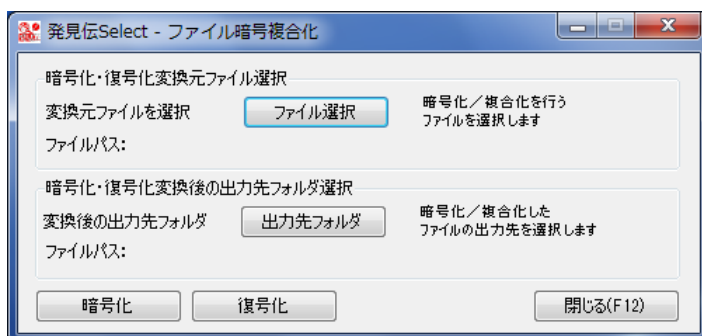 発見伝Select - ファイル暗号複合化
暗号化・復号化変換元ファイル選択
変換元ファイルを選択
ファイル選択
暗号化／複合化を行う
ファイルを選択します
ファイルパス：
暗号化・復号化変換後の出力先フォルダ選択
変換後の出力先フォルダ
出力先フォルダ
暗号化／複合化した
ファイルの出力先を選択します
ファイルパス：
暗号化
復号化
閉じる(F12)